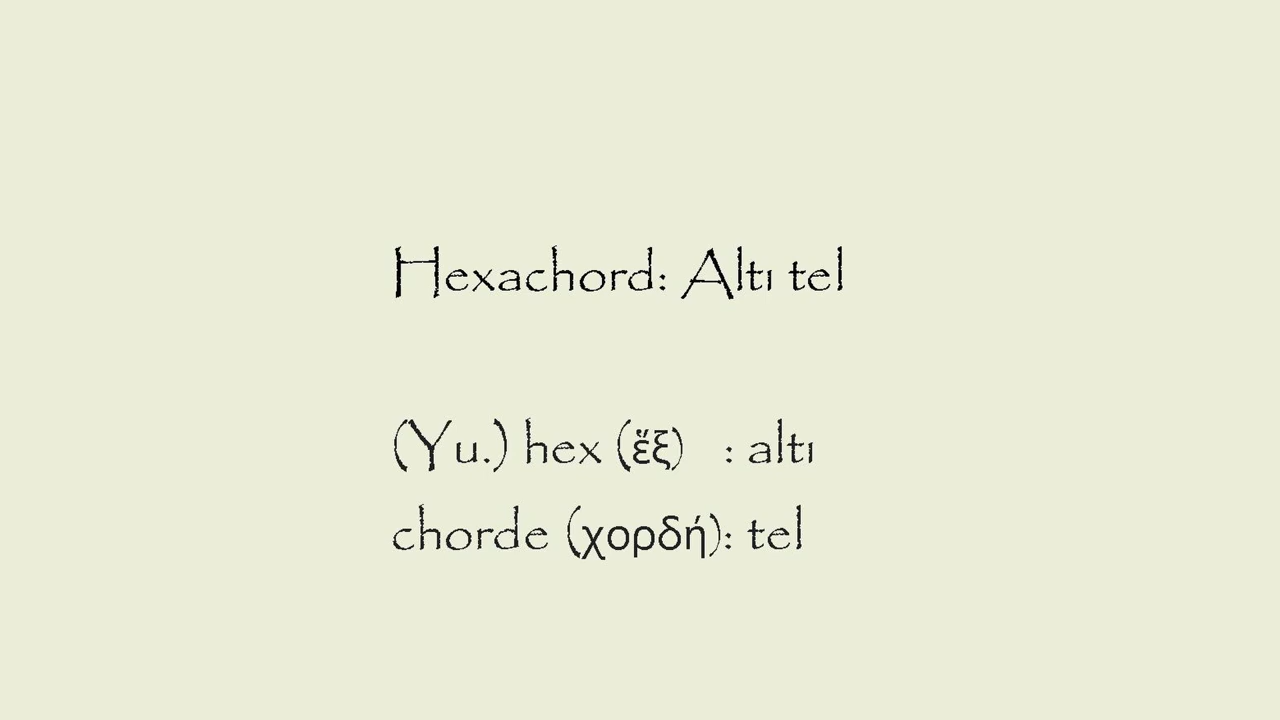 Hexachord: Altı tel
(Yu.) hex (ἕξ) : altı
chorde (χορδή): tel